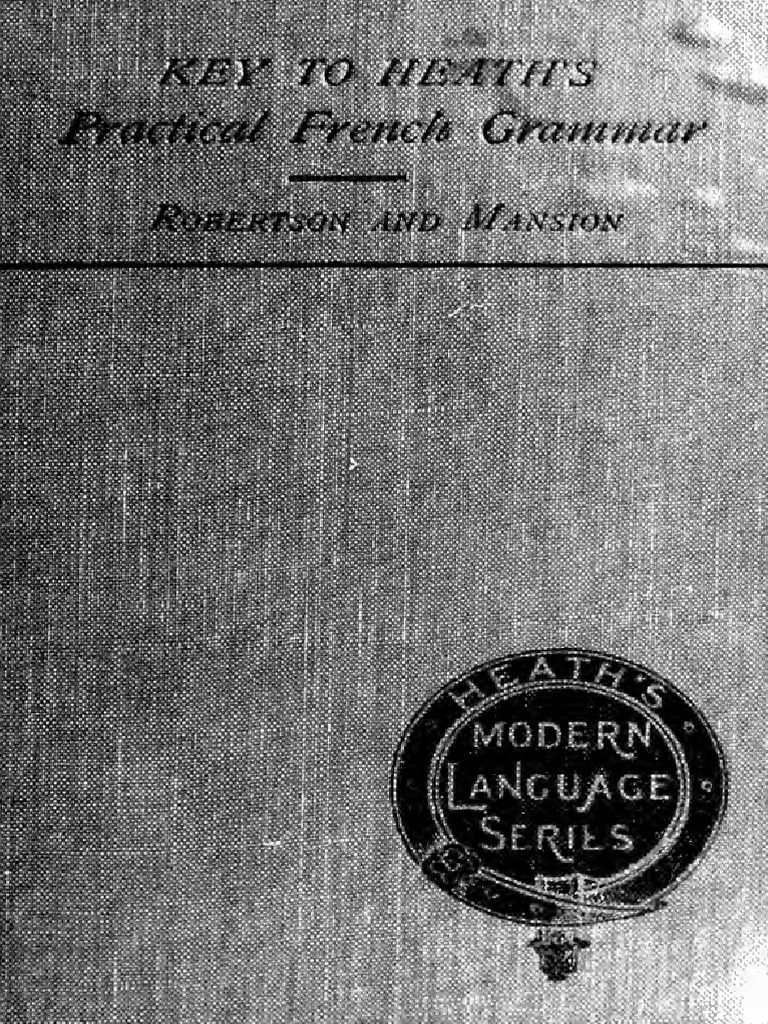 KEY TO HEATH'S
Practical French Grammar
ROBERTSON AND MANSION
HEATH'S
MODERN
LANGUAGE
SERIES